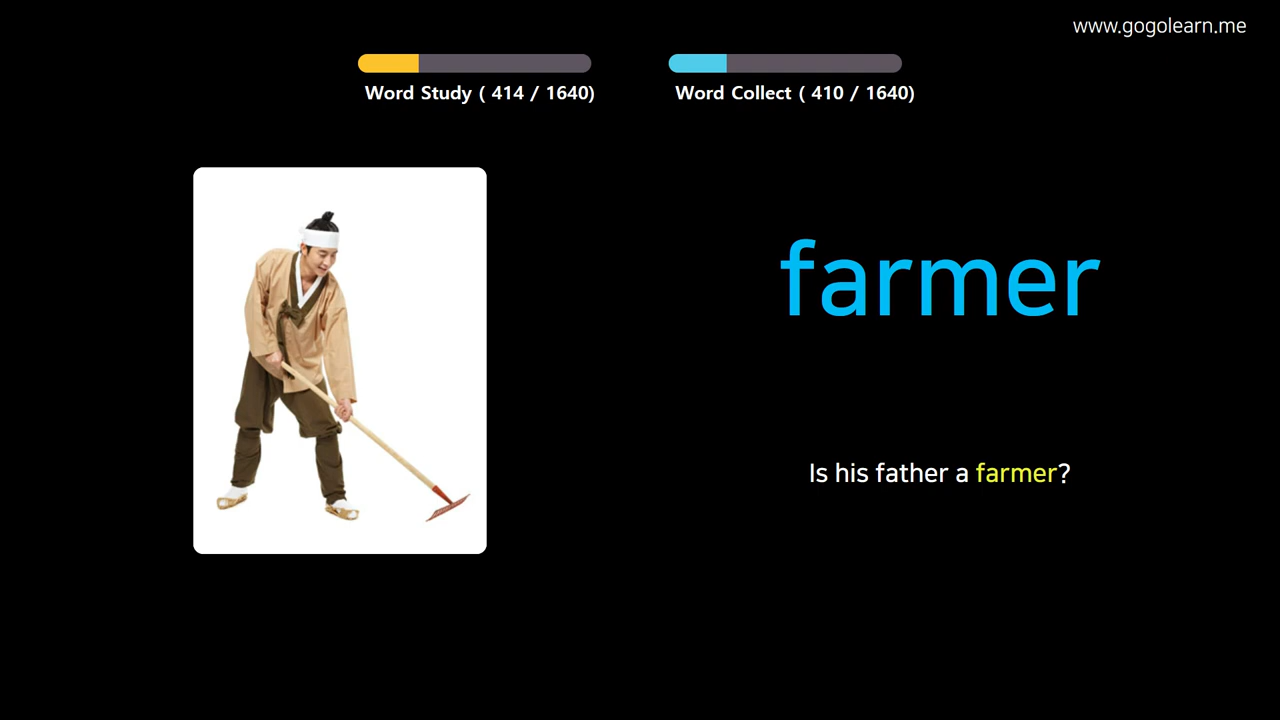 www.gogolearn.me
Word Study ( 414 / 1640)
Word Collect ( 410 / 1640)
farmer
Is his father a farmer?